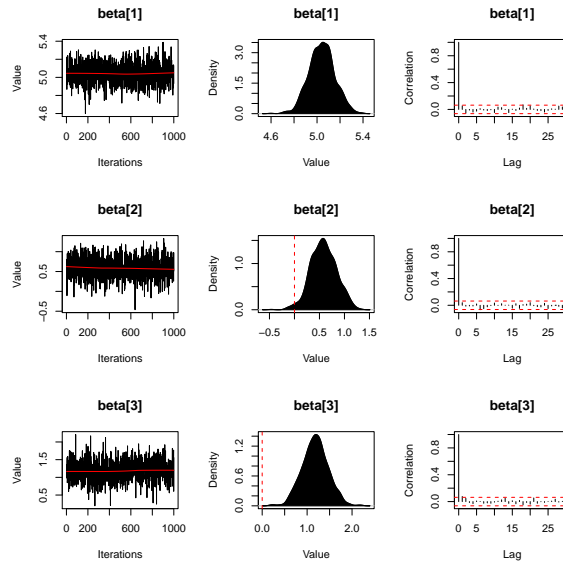 beta[1] beta[1] beta[1]
Value 4.6 5.0 5.4 0 200 600 1000 Iterations
Density 0.0 1.5 3.0 4.6 5.0 5.4 Value
Correlation 0.0 0.4 0.8 0 5 15 25 Lag
beta[2] beta[2] beta[2]
Value −0.5 0.5 0 200 600 1000 Iterations
Density 0.0 1.0 −0.5 0.5 1.0 1.5 Value
Correlation 0.0 0.4 0.8 0 5 15 25 Lag
beta[3] beta[3] beta[3]
Value 0.5 1.5 0 200 600 1000 Iterations
Density 0.0 0.6 1.2 0.0 1.0 2.0 Value
Correlation 0.0 0.4 0.8 0 5 15 25 Lag